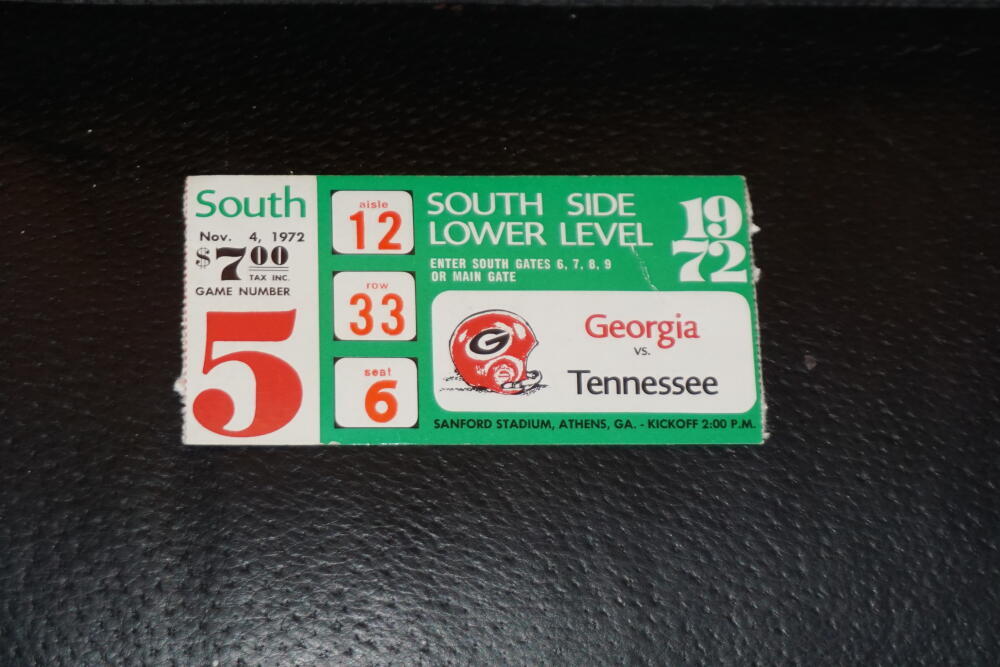 South
Nov. 4, 1972
$7.00
TAX INC.
GAME NUMBER
5
aisle
12
row
33
seat
6
SOUTH SIDE
LOWER LEVEL
ENTER SOUTH GATES 6, 7, 8, 9
OR MAIN GATE
19
72
G
Georgia
vs.
Tennessee
SANFORD STADIUM, ATHENS, GA. - KICKOFF 2:00 P.M.